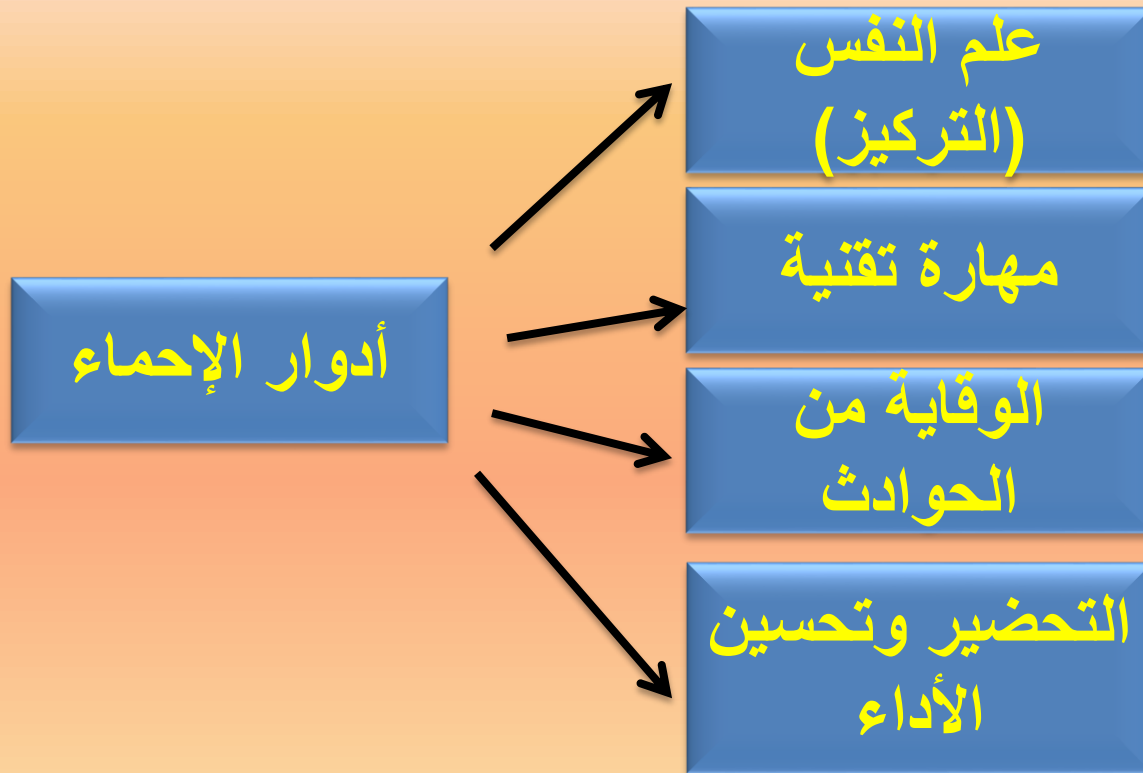 أدوار الإحماء
علم النفس
(التركيز)
مهارة تقنية
الوقاية من
الحوادث
التحضير وتحسين
الأداء